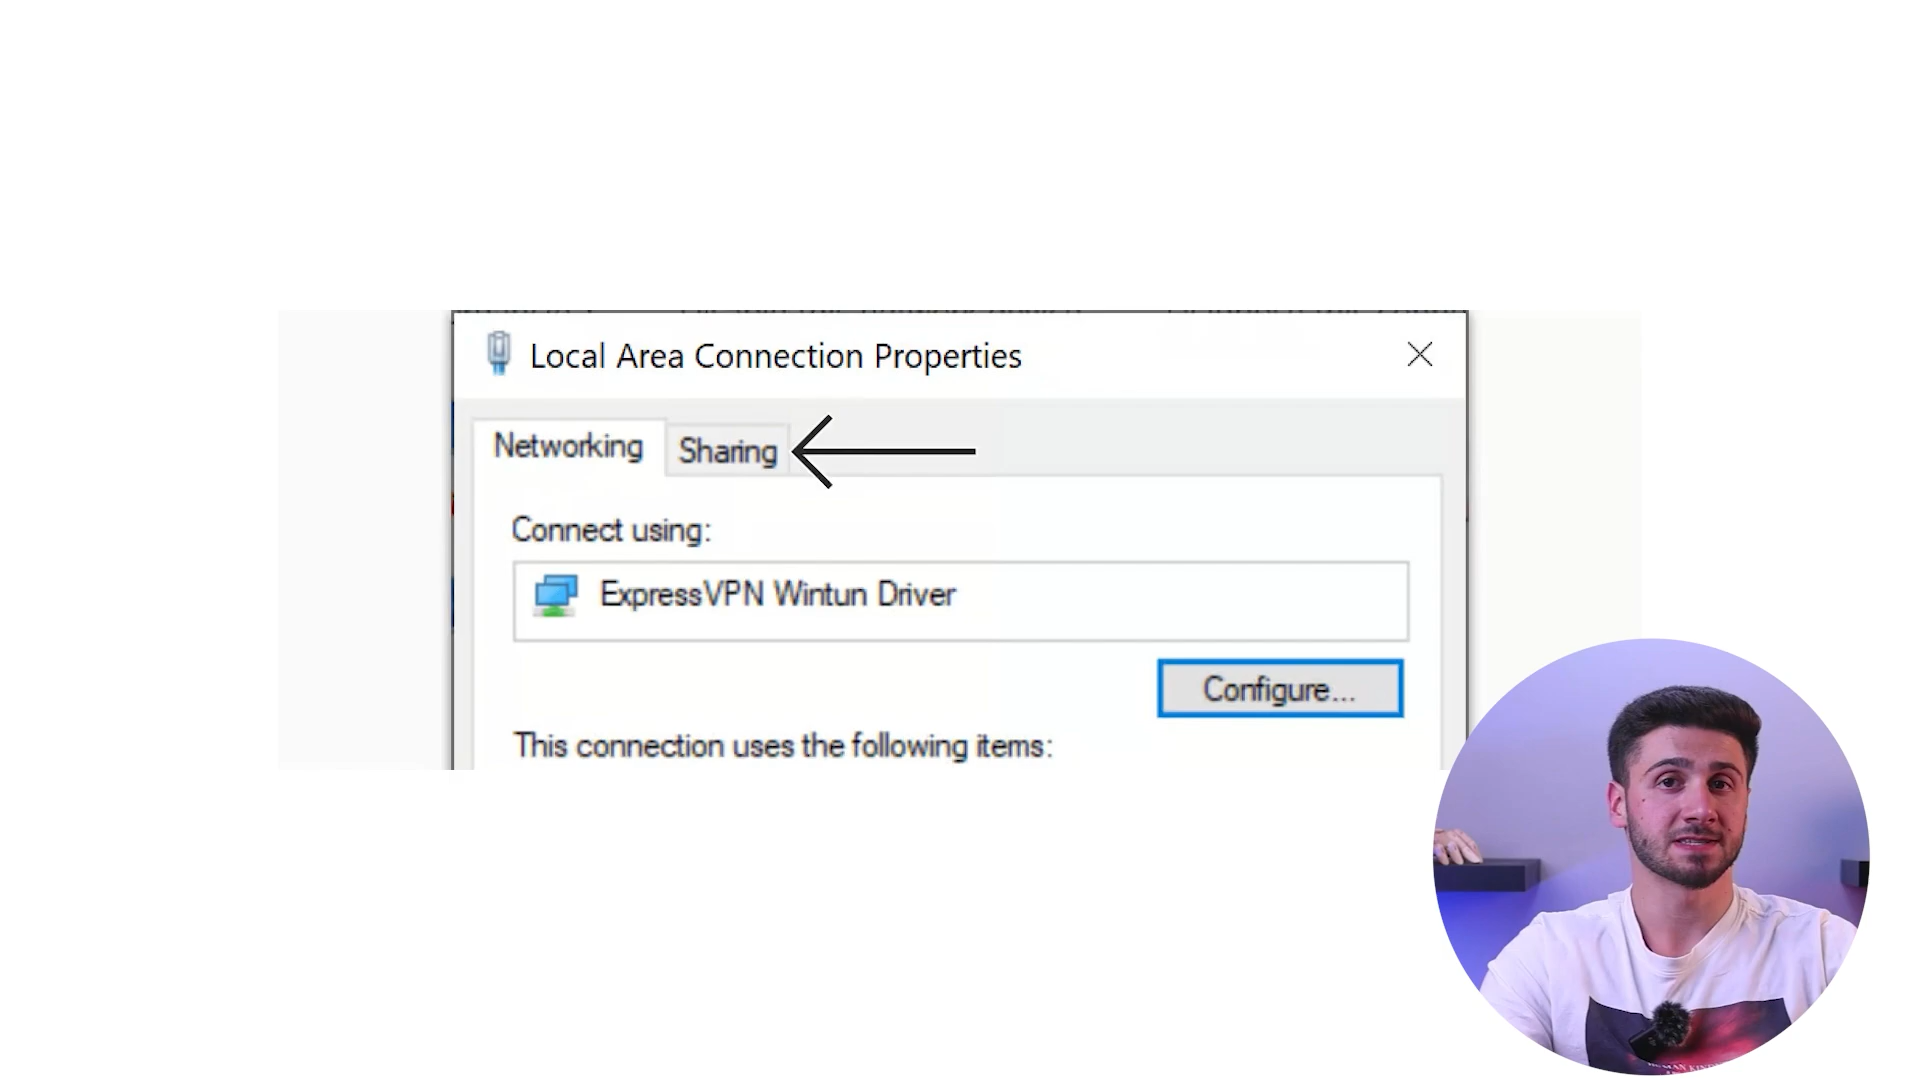 Local Area Connection Properties
Networking
Sharing
Connect using:
ExpressVPN Wintun Driver
Configure...
This connection uses the following items: